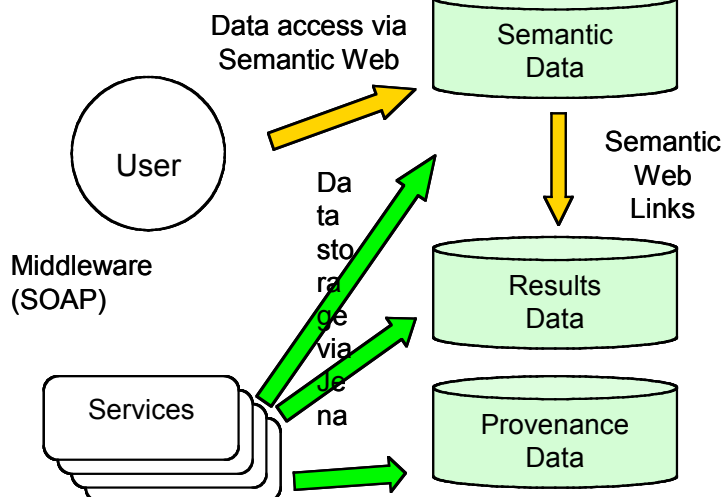 Data access via
Semantic Web
Semantic
Data
User
Semantic
Web
Links
Da
ta
sto
ra
ge
via
Je
na
Middleware
(SOAP)
Results
Data
Services
Provenance
Data